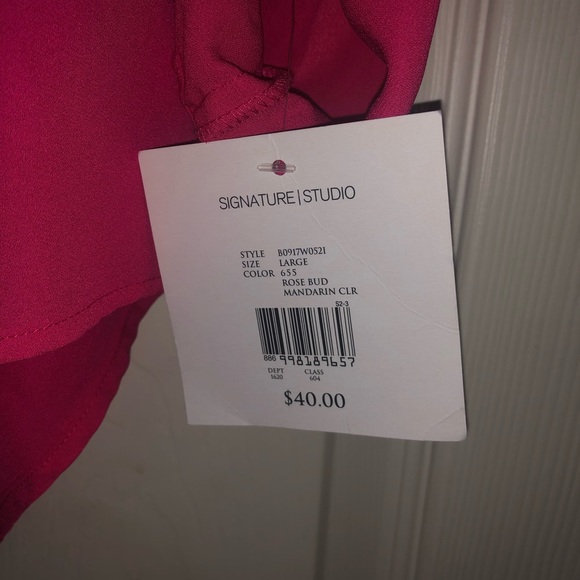 SIGNATURE|STUDIO
STYLE B0917W052I
SIZE LARGE
COLOR 655
ROSE BUD
MANDARIN CLR
52-3
886 998189657
DEPT CLASS
1620 604
$40.00